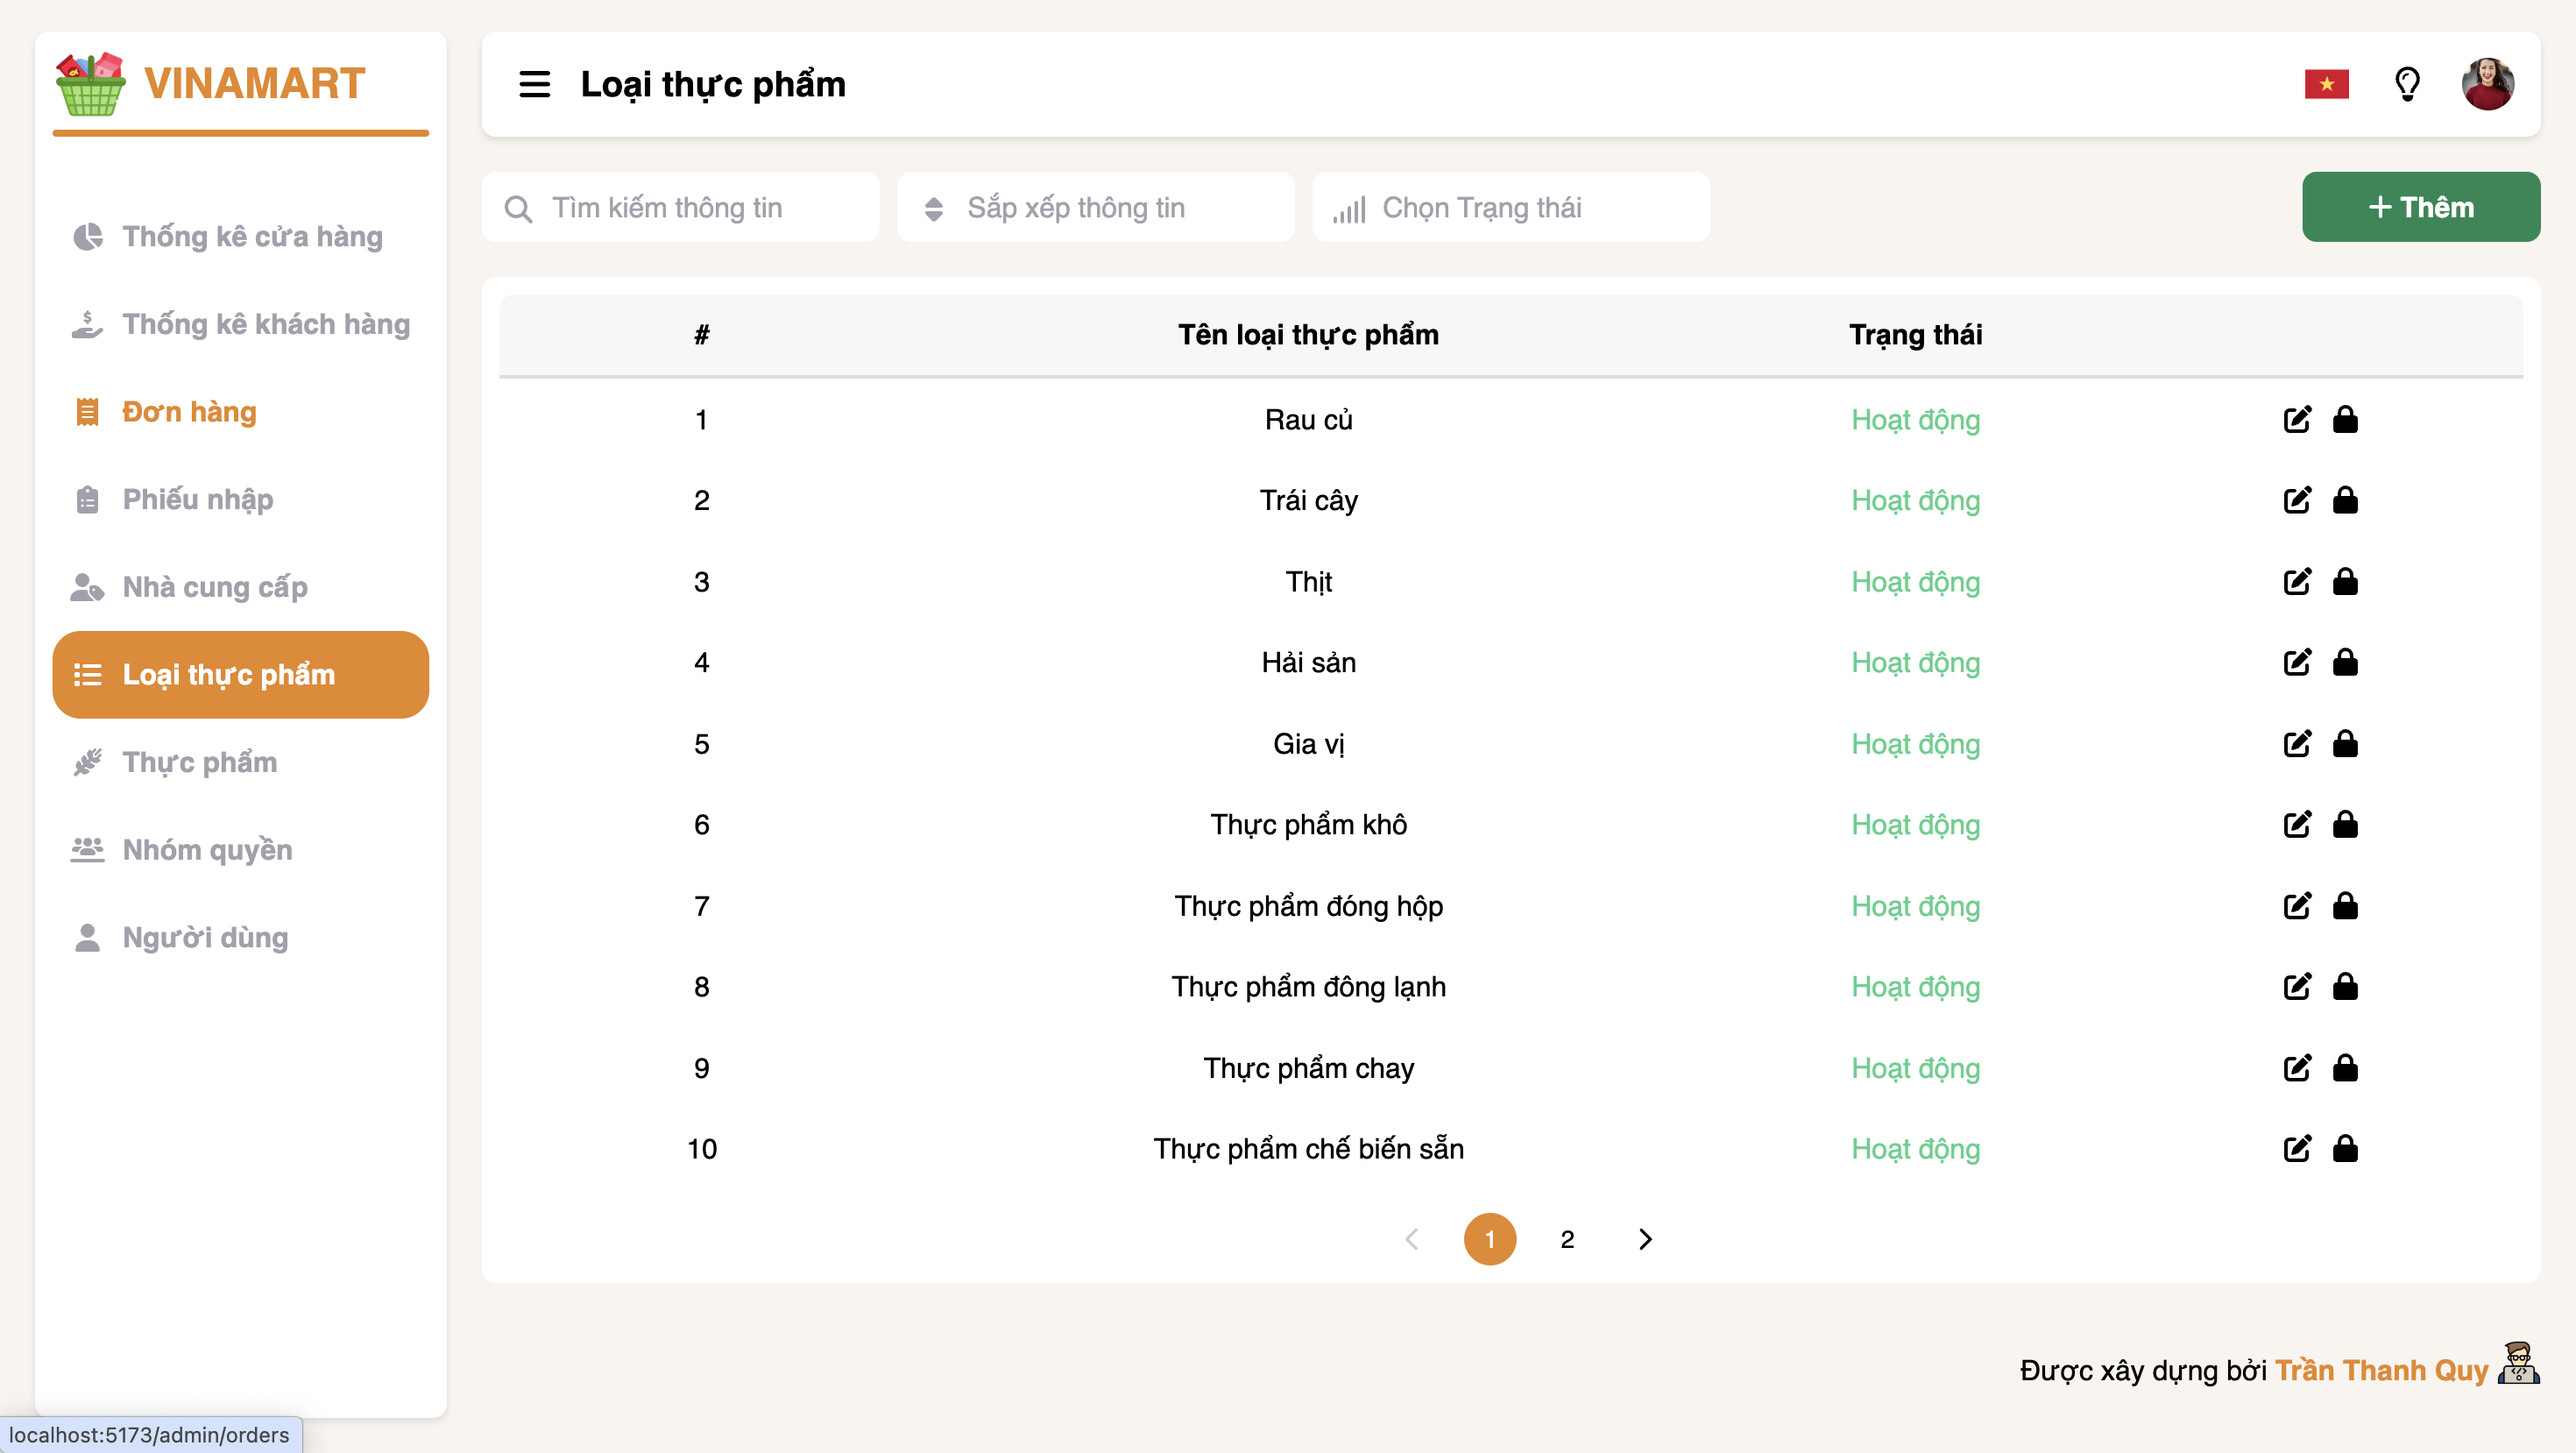 VINAMART
Thống kê cửa hàng
Thống kê khách hàng
Đơn hàng
Phiếu nhập
Nhà cung cấp
Loại thực phẩm
Thực phẩm
Nhóm quyền
Người dùng
Loại thực phẩm
Tìm kiếm thông tin
Sắp xếp thông tin
Chọn Trạng thái
+ Thêm
# Tên loại thực phẩm Trạng thái
1 Rau củ Hoạt động
2 Trái cây Hoạt động
3 Thịt Hoạt động
4 Hải sản Hoạt động
5 Gia vị Hoạt động
6 Thực phẩm khô Hoạt động
7 Thực phẩm đóng hộp Hoạt động
8 Thực phẩm đông lạnh Hoạt động
9 Thực phẩm chay Hoạt động
10 Thực phẩm chế biến sẵn Hoạt động
1 2
Được xây dựng bởi Trần Thanh Quy
localhost:5173/admin/orders